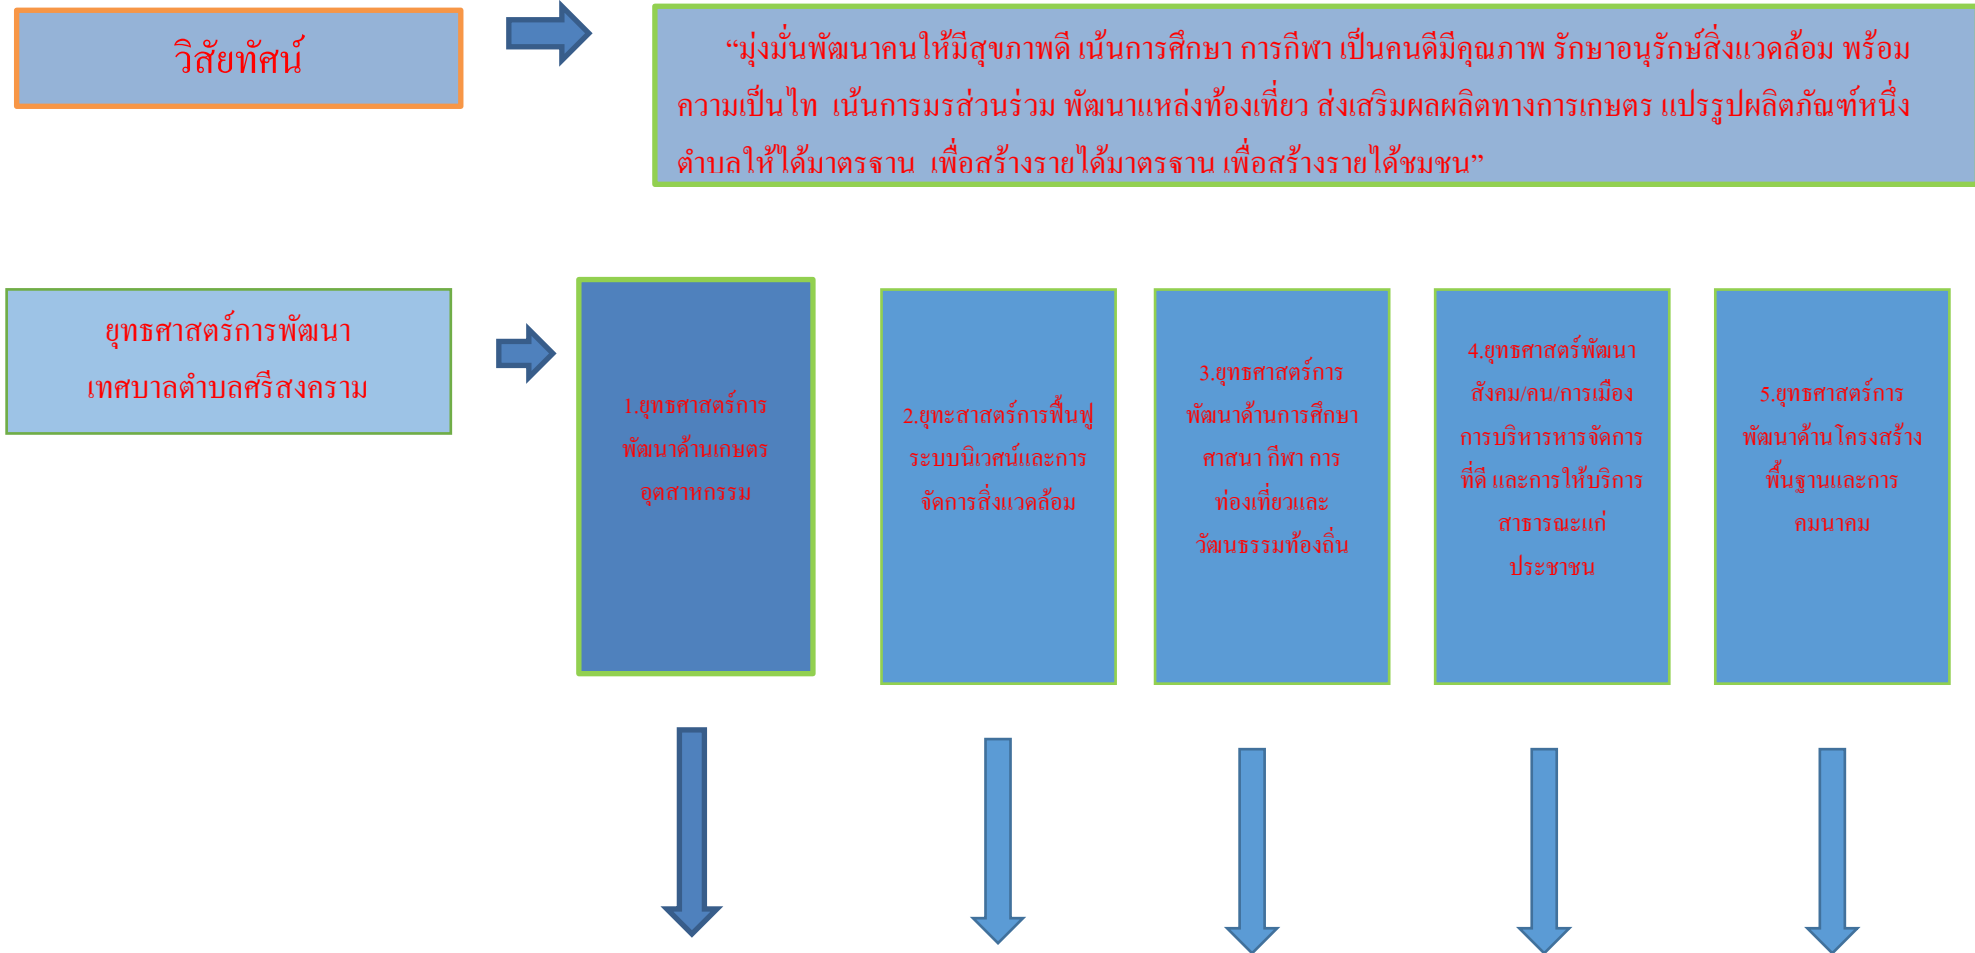 วิสัยทัศน์
“มุ่งมั่นพัฒนาคนให้มีสุขภาพดี เน้นการศึกษา การกีฬา เป็นคนดีมีคุณภาพ รักษาอนุรักษ์สิ่งแวดล้อม พร้อม
ความเป็นไท เน้นการมรส่วนร่วม พัฒนาแหล่งท้องเที่ยว ส่งเสริมผลผลิตทางการเกษตร แปรรูปผลิตภัณฑ์หนึ่ง
ตำบลให้ได้มาตรฐาน เพื่อสร้างรายได้มาตรฐาน เพื่อสร้างรายได้ชุมชน”
ยุทธศาสตร์การพัฒนา
เทศบาลตำบลศรีสงคราม
1.ยุทธศาสตร์การ
พัฒนาด้านเกษตร
อุตสาหกรรม
2.ยุทะสาสตร์การฟื้นฟู
ระบบนิเวศน์และการ
จัดการสิ่งแวดล้อม
3.ยุทธศาสตร์การ
พัฒนาด้านการศึกษา
ศาสนา กีฬา การ
ท่องเที่ยวและ
วัฒนธรรมท้องถิ่น
4.ยุทธศาสตร์พัฒนา
สังคม/คน/การเมือง
การบริหารหารจัดการ
ที่ดี และการให้บริการ
สาธารณะแก่
ประชาชน
5.ยุทธศาสตร์การ
พัฒนาด้านโครงสร้าง
พื้นฐานและการ
คมนาคม